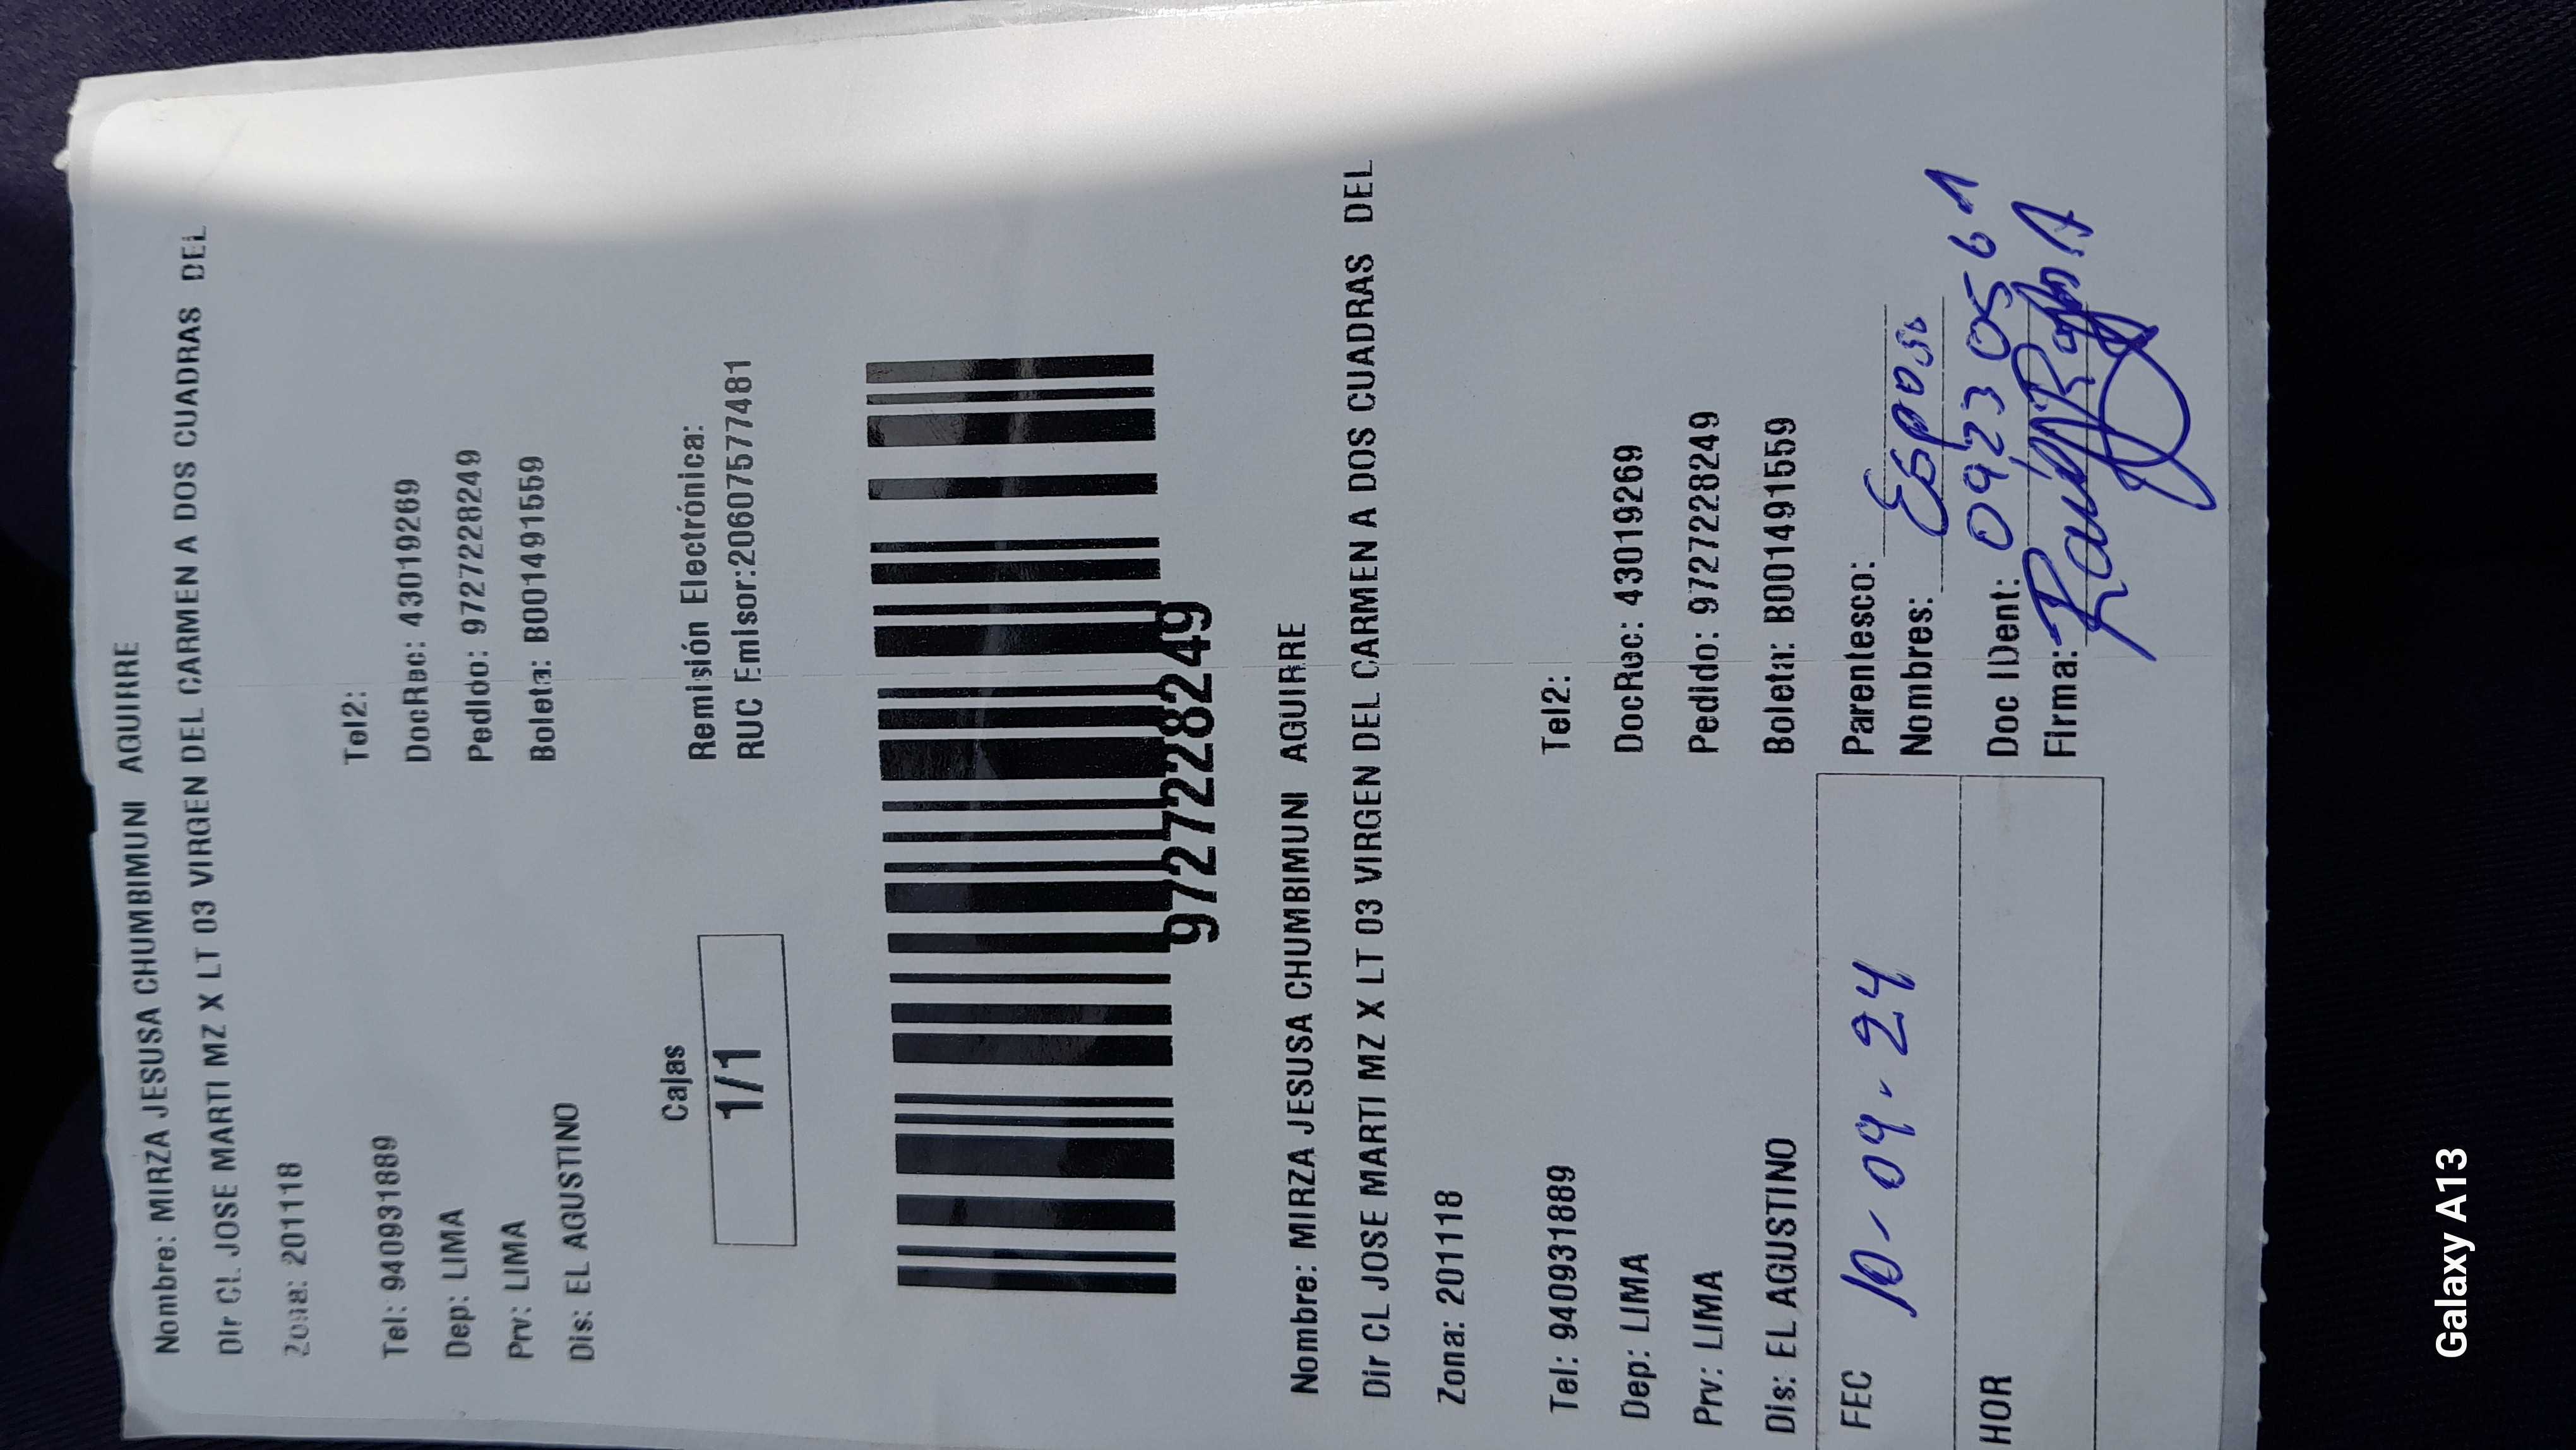 Nombre: MIRZA JESUSA CHUMBIMUNI AGUIRRE
Dir CL JOSE MARTI MZ X LT 03 VIRGEN DEL CARMEN A DOS CUADRAS DEL
Zona: 201118
Tel: 940931889 Tel2:
Dep: LIMA DocRec: 43019269
Prv: LIMA Pedido: 9727228249
Dis: EL AGUSTINO Boleta: B001491559
Cajas Remisión Electrónica:
1/1 RUC Emisor:20607577481
9727228249
Nombre: MIRZA JESUSA CHUMBIMUNI AGUIRRE
Dir CL JOSE MARTI MZ X LT 03 VIRGEN DEL CARMEN A DOS CUADRAS DEL
Zona: 201118
Tel: 940931889 Tel2:
Dep: LIMA DocRec: 43019269
Prv: LIMA Pedido: 9727228249
Dis: EL AGUSTINO Boleta: B001491559
FEC 10-09-24 Parentesco:
Nombres: Esposo
HOR Doc IDent: 09230561
Firma:
Galaxy A13